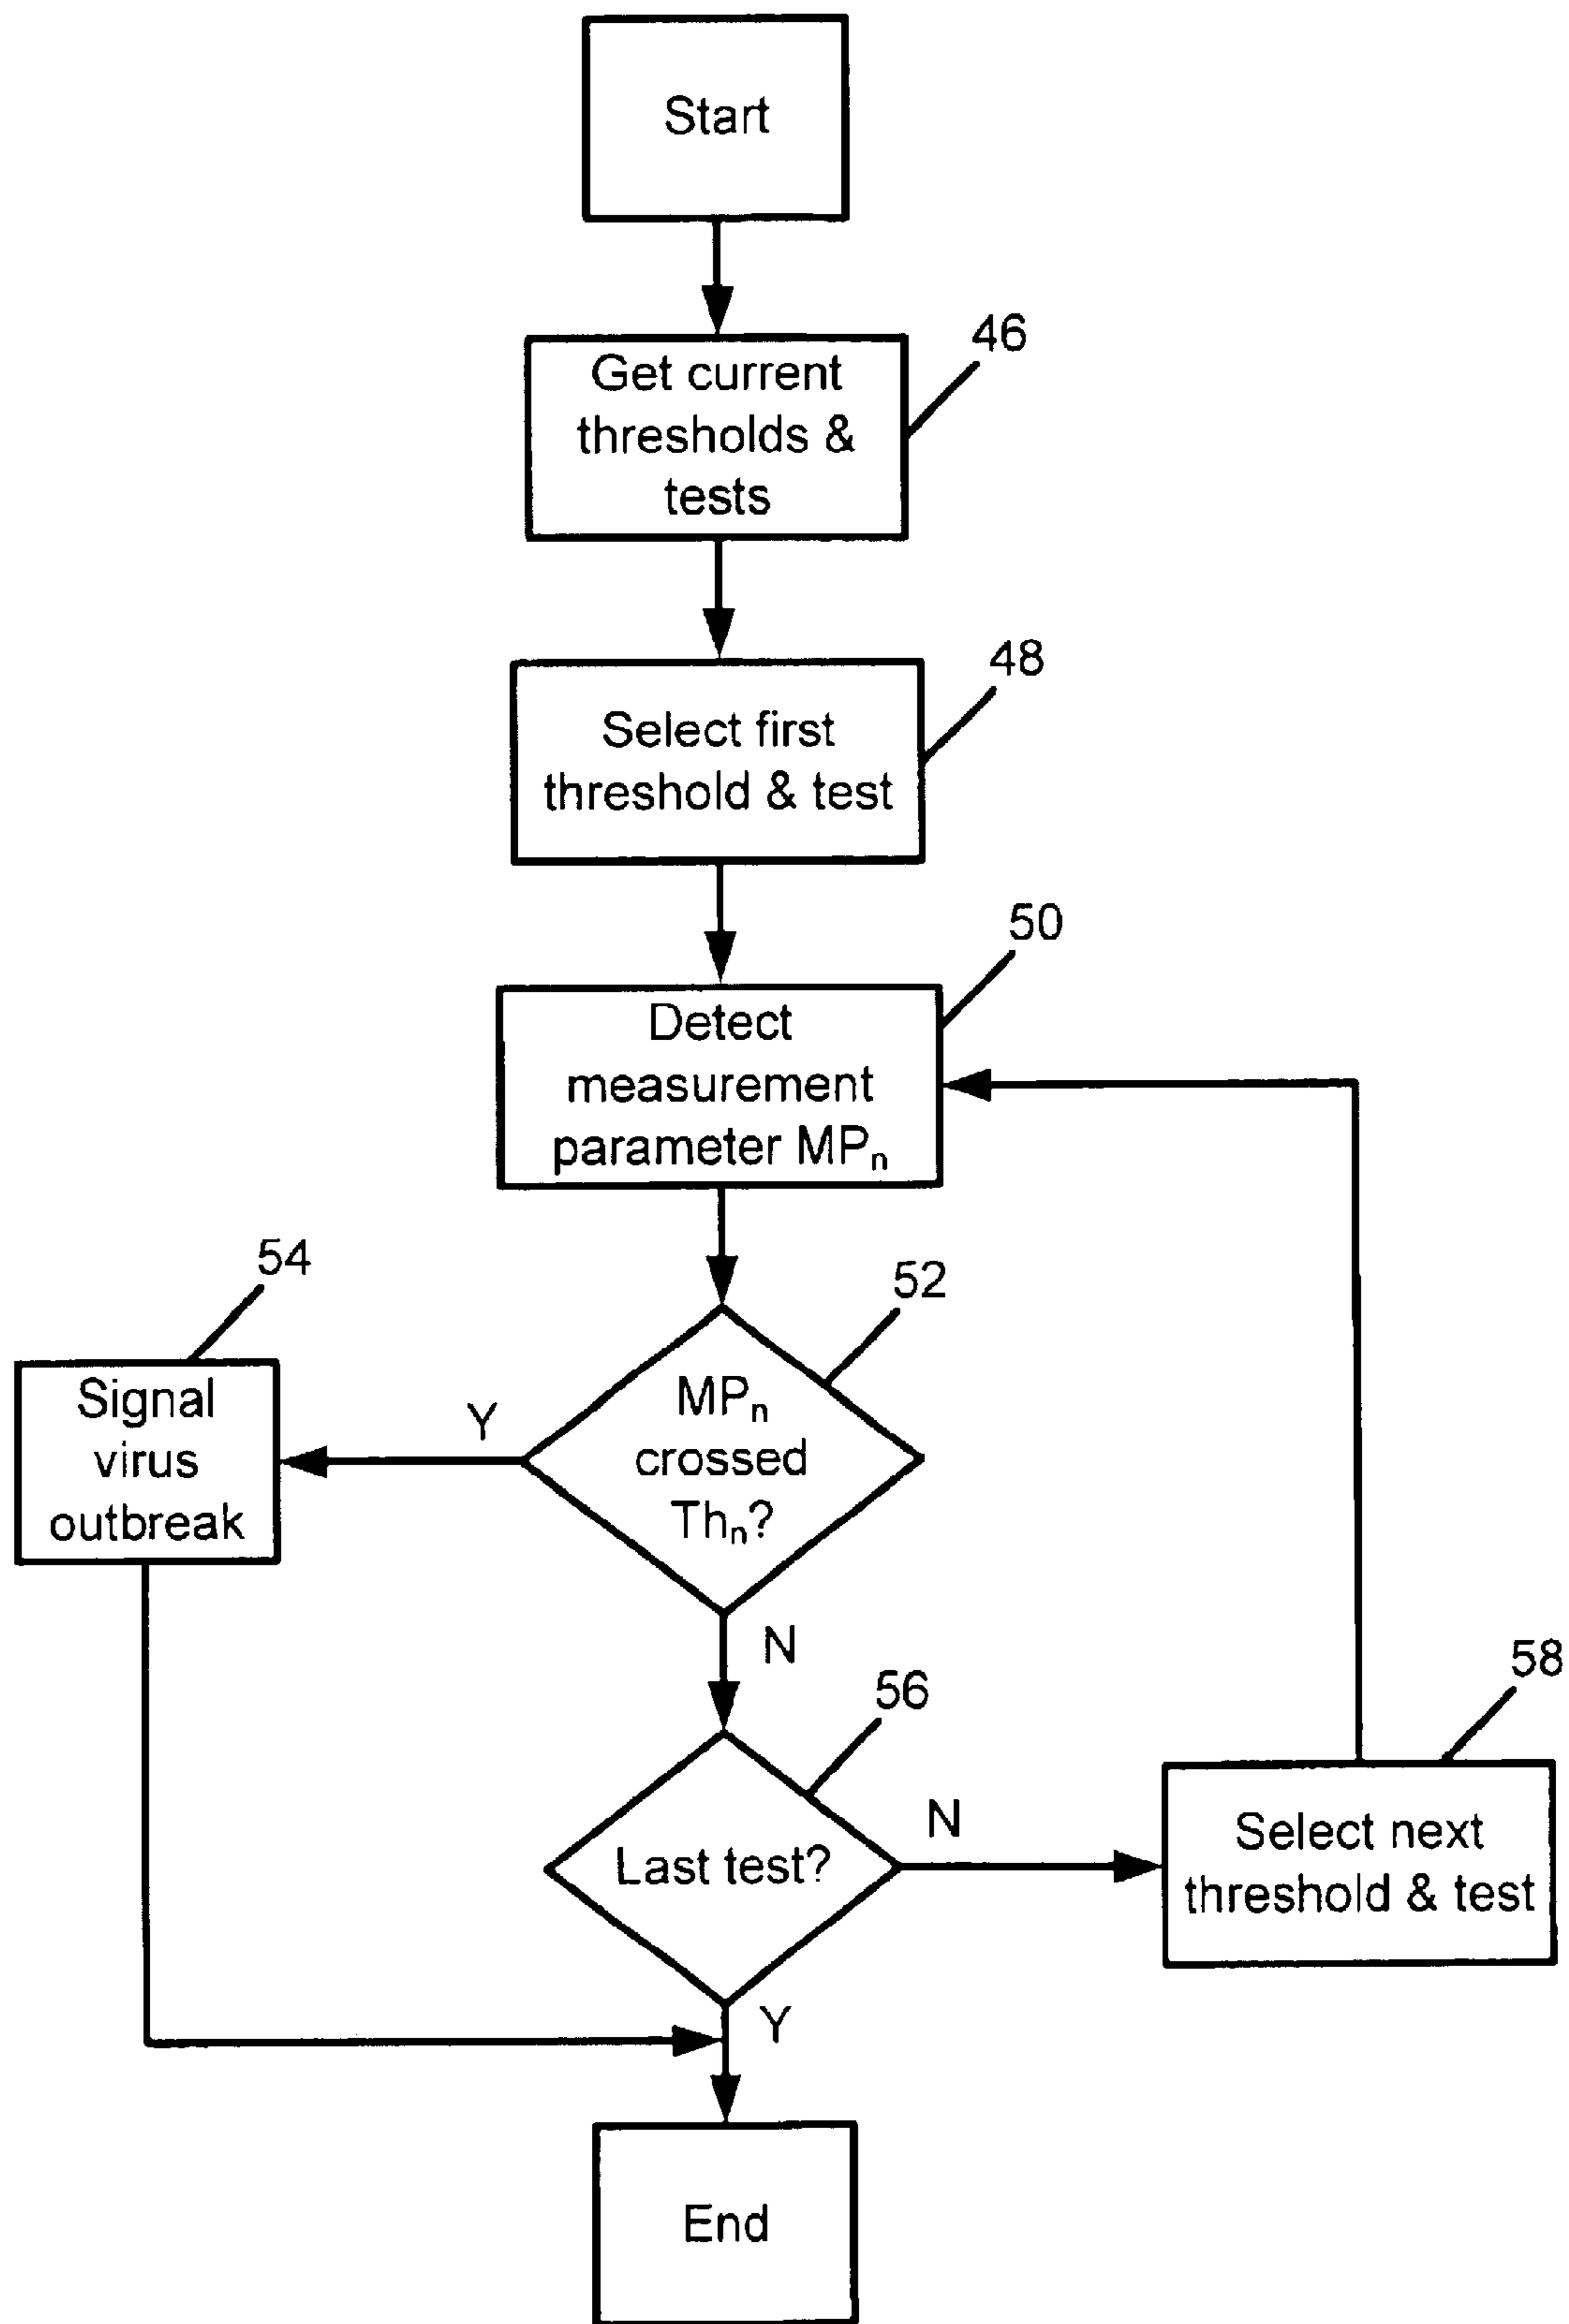 Start
46
Get current
thresholds &
tests
48
Select first
threshold & test
50
Detect
measurement
parameter MPₙ
54
52
Signal
virus
outbreak
Y
MPₙ
crossed
Thₙ?
N
56
58
Last test?
N
Select next
threshold & test
Y
End